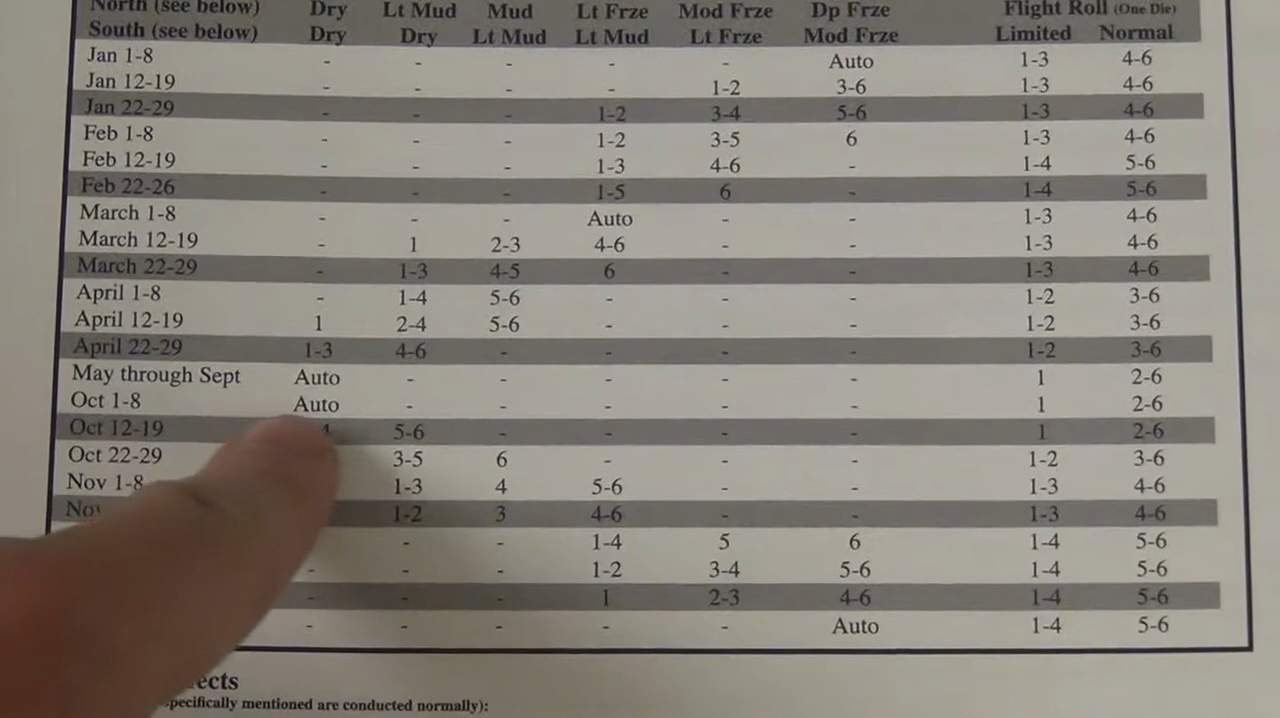 North (see below) Dry Lt Mud Mud Lt Frze Mod Frze Dp Frze Flight Roll (One Die)
South (see below) Dry Dry Lt Mud Lt Mud Lt Frze Mod Frze Limited Normal
Jan 1-8 - - - - - Auto 1-3 4-6
Jan 12-19 - - - - 1-2 3-6 1-3 4-6
Jan 22-29 - - - 1-2 3-4 5-6 1-3 4-6
Feb 1-8 - - - 1-2 3-5 6 1-3 4-6
Feb 12-19 - - - 1-3 4-6 - 1-4 5-6
Feb 22-26 - - - 1-5 6 - 1-4 5-6
March 1-8 - - - Auto - - 1-3 4-6
March 12-19 - 1 2-3 4-6 - - 1-3 4-6
March 22-29 - 1-3 4-5 6 - - 1-3 4-6
April 1-8 - 1-4 5-6 - - - 1-2 3-6
April 12-19 1 2-4 5-6 - - - 1-2 3-6
April 22-29 1-3 4-6 - - - - 1-2 3-6
May through Sept Auto - - - - - 1 2-6
Oct 1-8 Auto - - - - - 1 2-6
Oct 12-19 4 5-6 - - - - 1 2-6
Oct 22-29 3-5 6 - - - 1-2 3-6
Nov 1-8 1-3 4 5-6 - - 1-3 4-6
Nov 1-2 3 4-6 - - 1-3 4-6
- - 1-4 5 6 1-4 5-6
- - - 1-2 3-4 5-6 1-4 5-6
- - - 1 2-3 4-6 1-4 5-6
- - - - - Auto 1-4 5-6
ects
specifically mentioned are conducted normally):